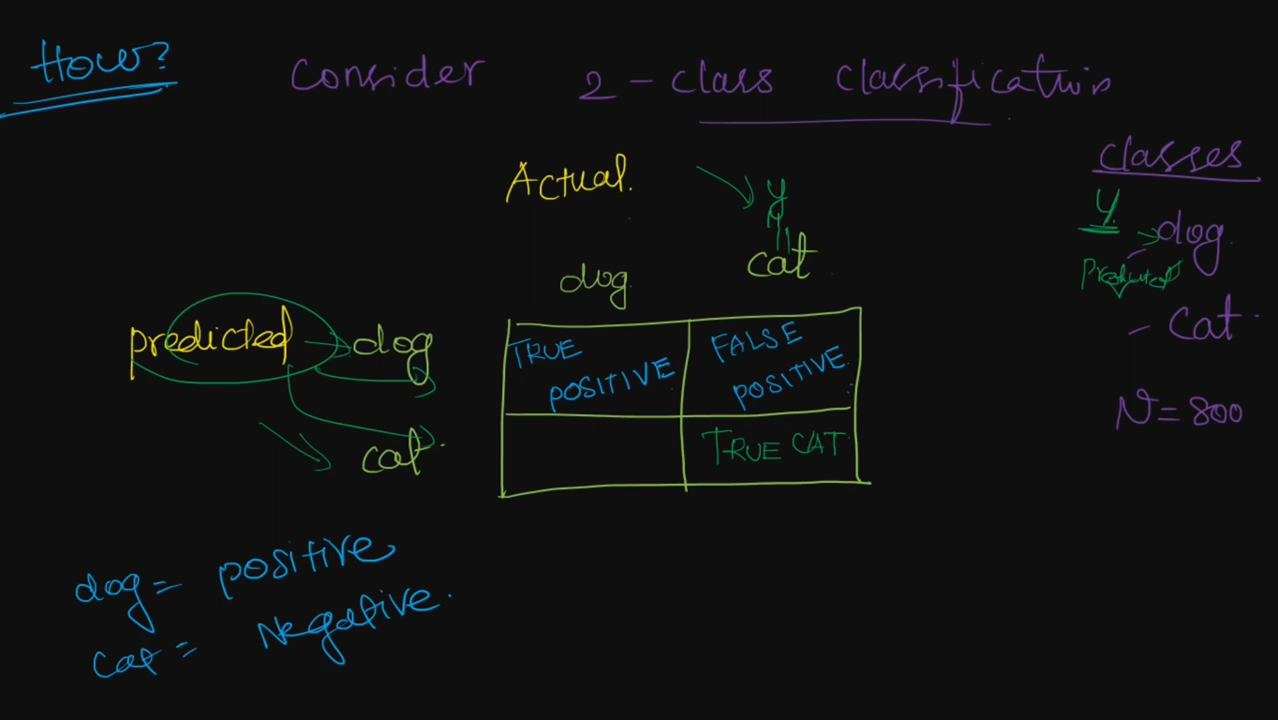 How?
Consider 2-class classification
Actual.
y
classes
y
dog
cat
dog.
predicted
Predicted
cat.
dog
TRUE POSITIVE
FALSE POSITIVE
cat.
TRUE CAT
N=800
dog = positive
cat = Negative.